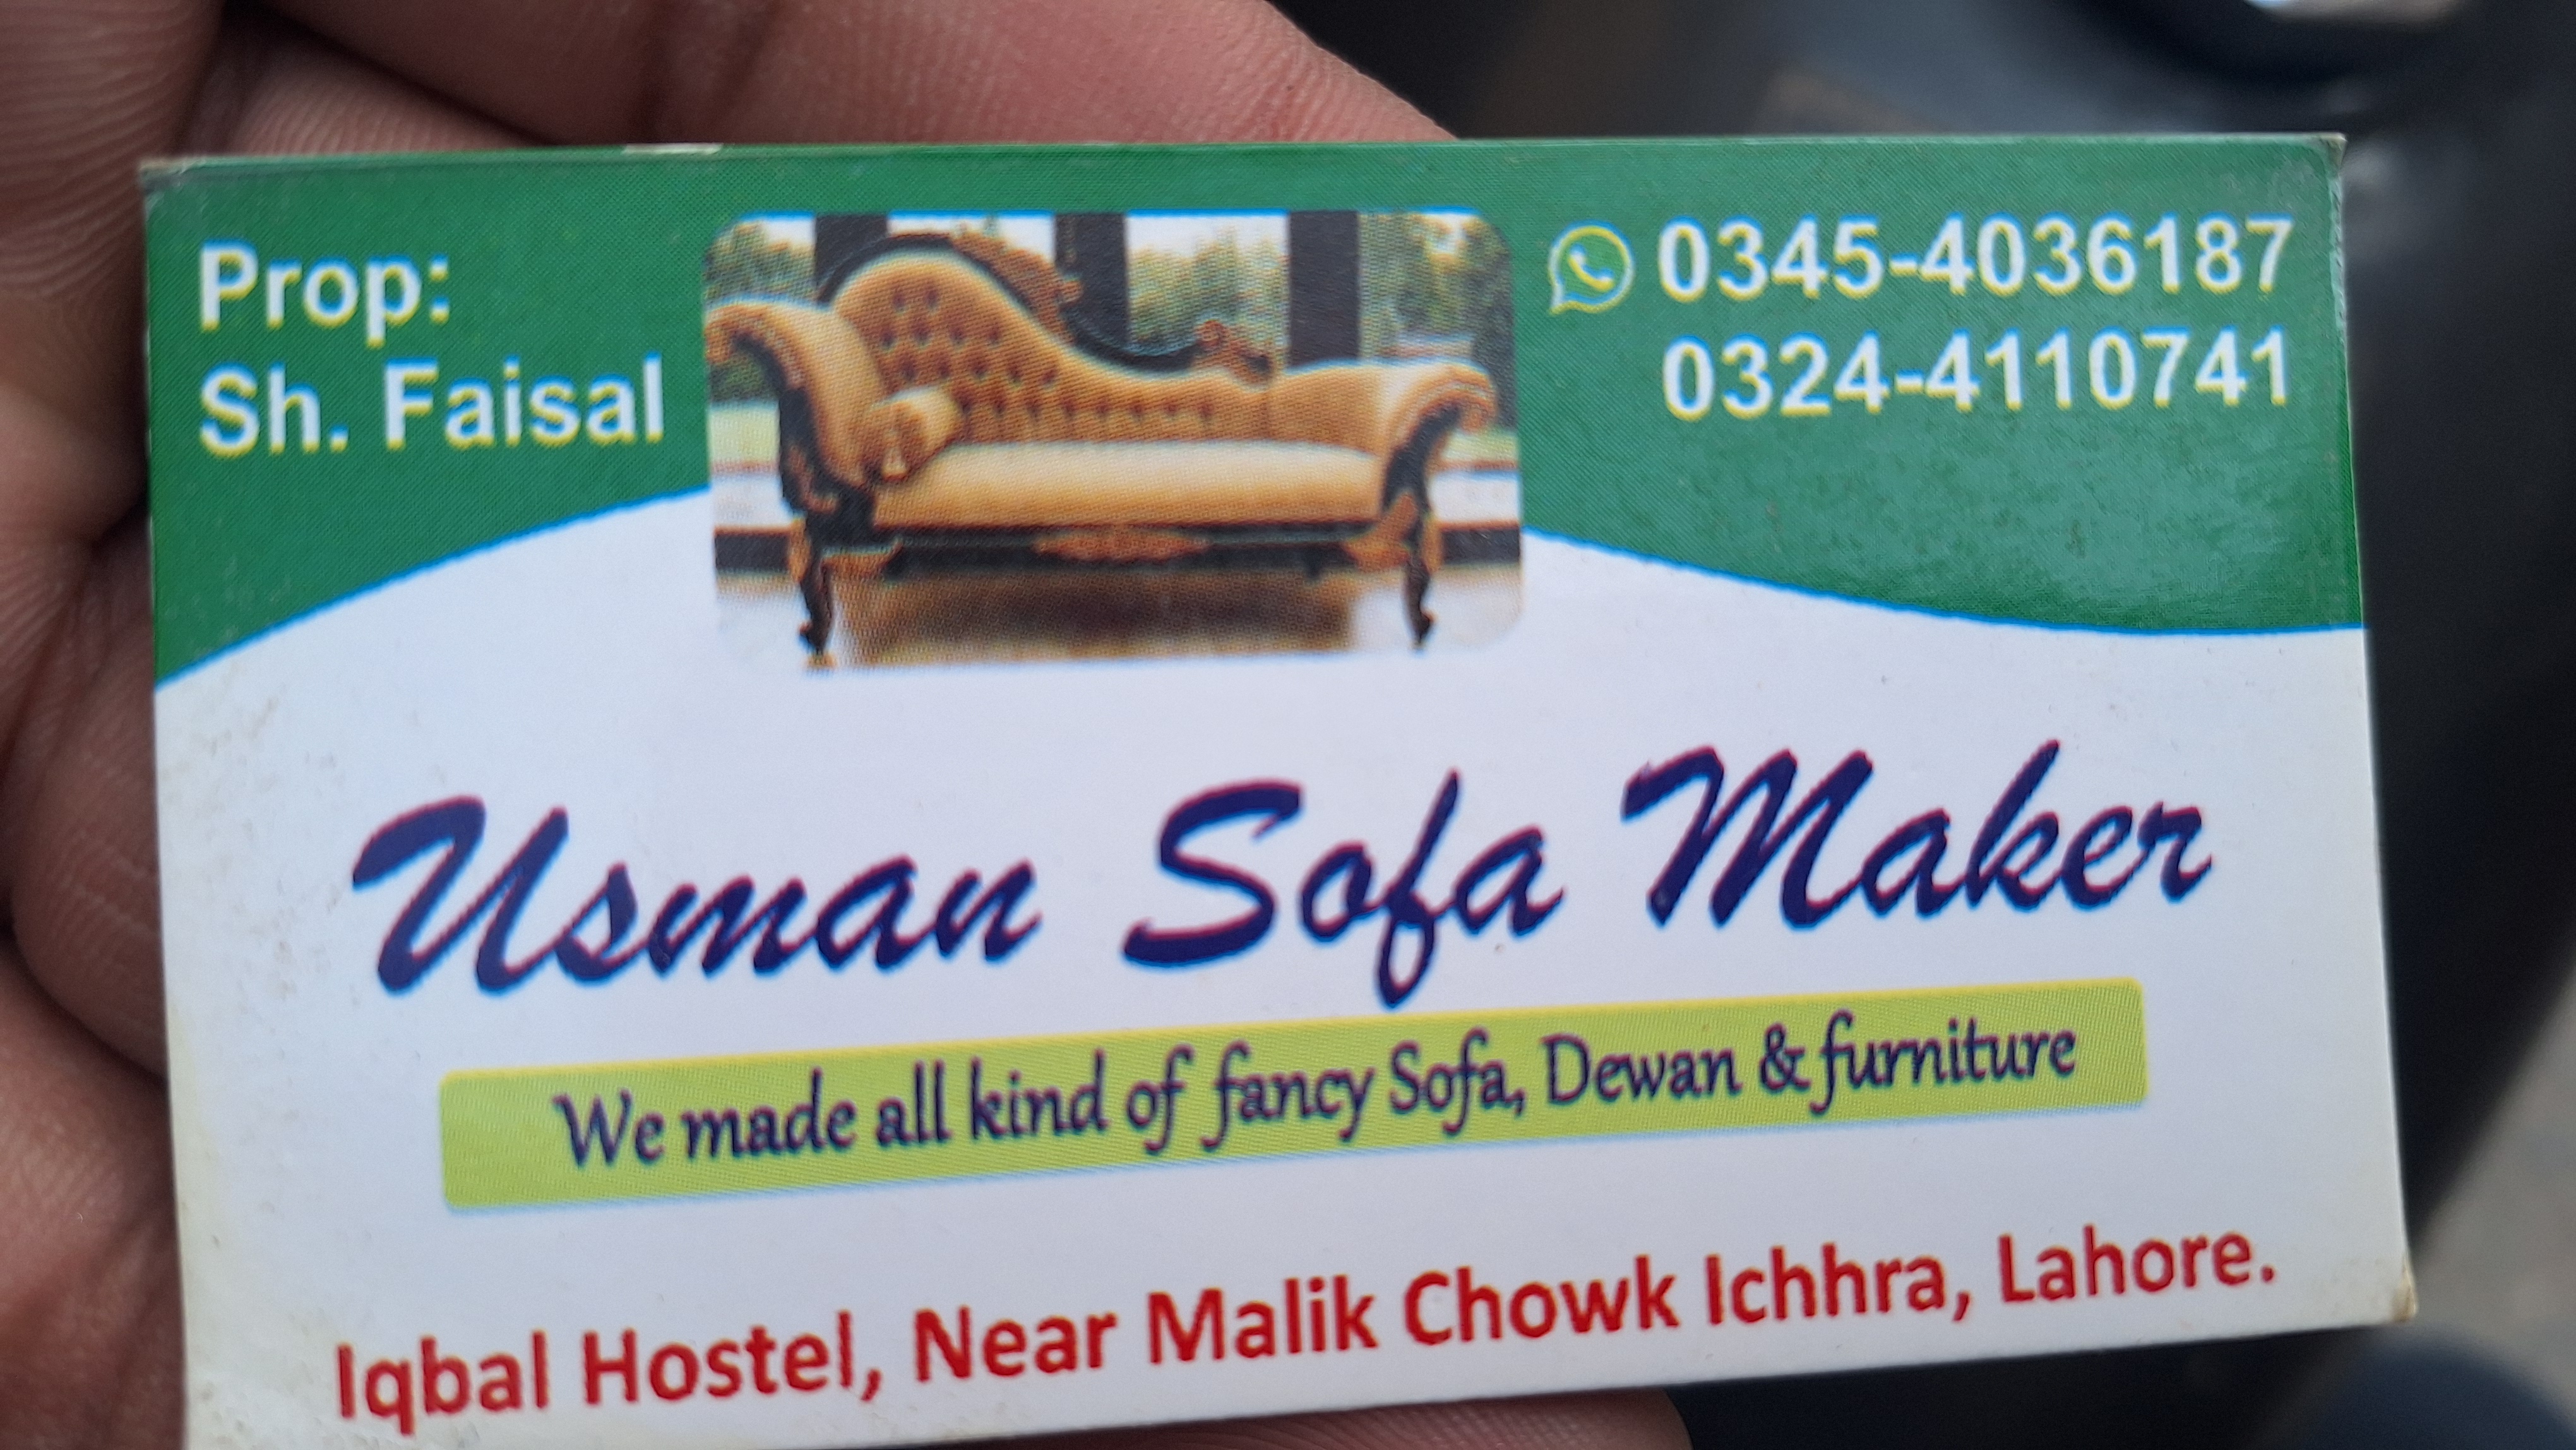 Prop:
Sh. Faisal
0345-4036187
0324-4110741
Usman Sofa Maker
We made all kind of fancy Sofa, Dewan & furniture
Iqbal Hostel, Near Malik Chowk Ichhra, Lahore.